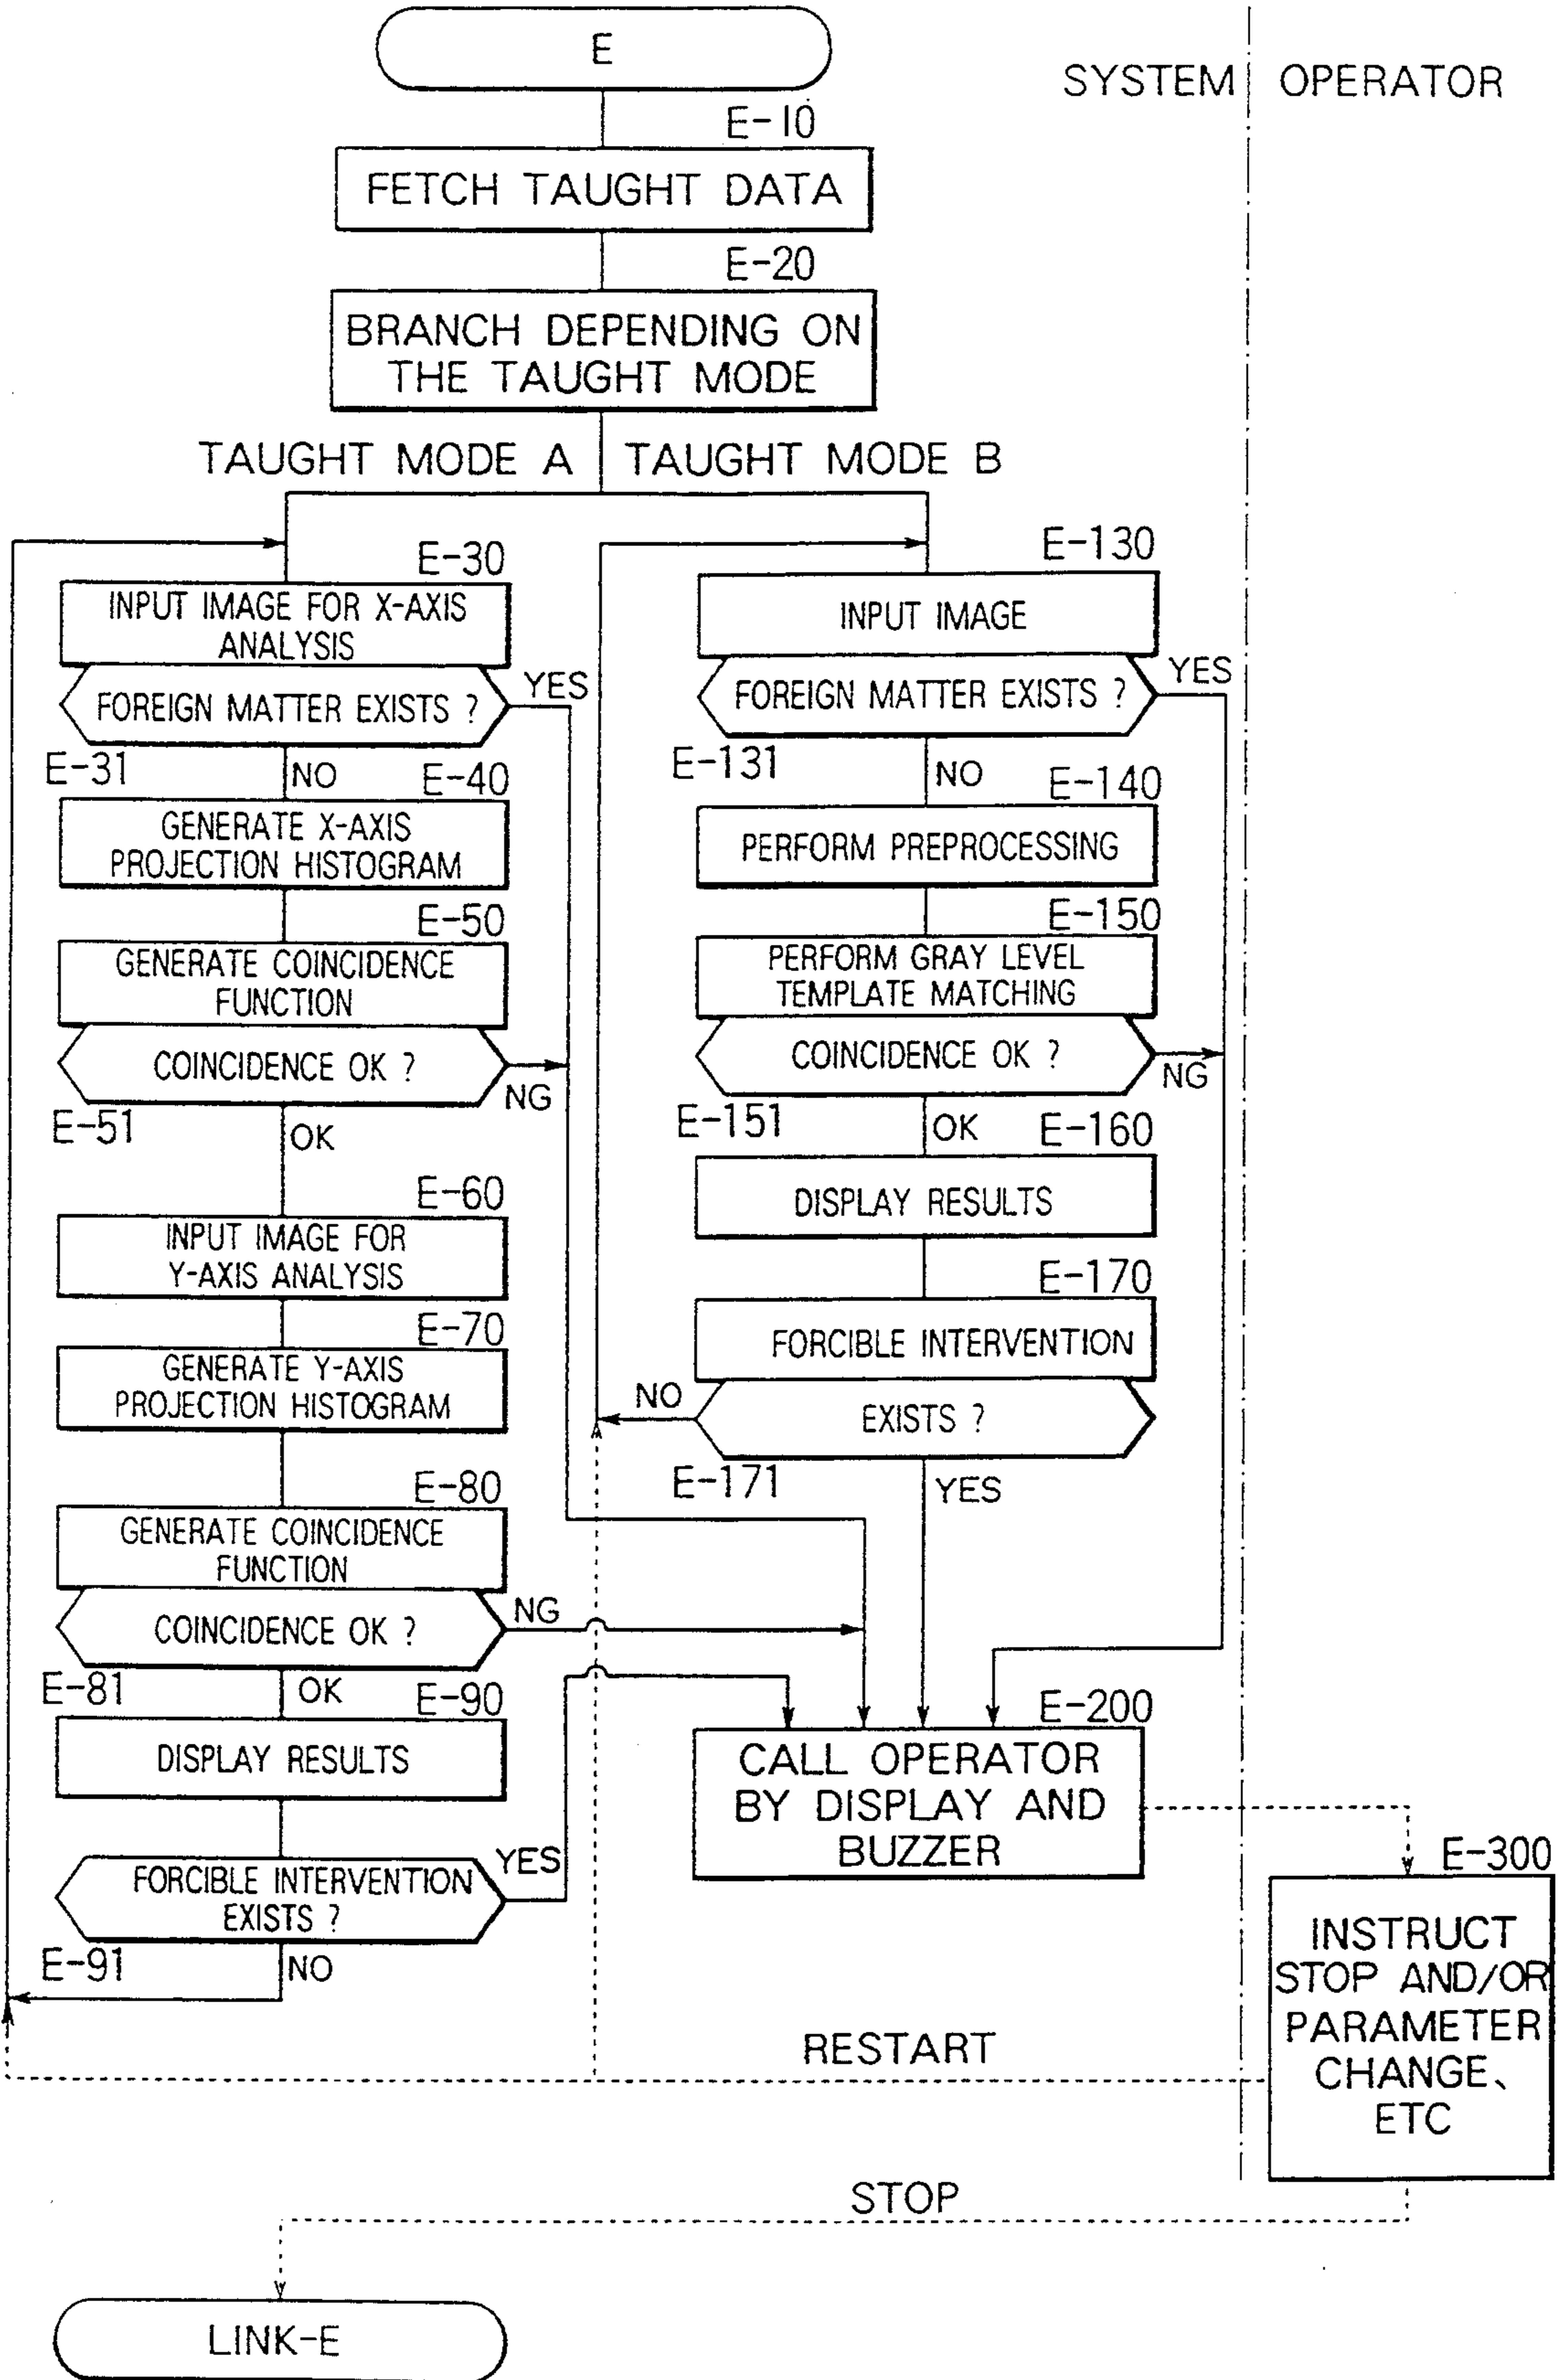 E
SYSTEM
OPERATOR
E-10
FETCH TAUGHT DATA
E-20
BRANCH DEPENDING ON
THE TAUGHT MODE
TAUGHT MODE A
TAUGHT MODE B
E-30
INPUT IMAGE FOR X-AXIS
ANALYSIS
FOREIGN MATTER EXISTS ?
YES
E-31
NO
E-40
GENERATE X-AXIS
PROJECTION HISTOGRAM
E-50
GENERATE COINCIDENCE
FUNCTION
COINCIDENCE OK ?
NG
E-51
OK
E-60
INPUT IMAGE FOR
Y-AXIS ANALYSIS
E-70
GENERATE Y-AXIS
PROJECTION HISTOGRAM
E-80
GENERATE COINCIDENCE
FUNCTION
COINCIDENCE OK ?
NG
E-81
OK
E-90
DISPLAY RESULTS
FORCIBLE INTERVENTION
EXISTS ?
YES
E-91
NO
E-130
INPUT IMAGE
FOREIGN MATTER EXISTS ?
YES
E-131
NO
E-140
PERFORM PREPROCESSING
E-150
PERFORM GRAY LEVEL
TEMPLATE MATCHING
COINCIDENCE OK ?
NG
E-151
OK
E-160
DISPLAY RESULTS
E-170
FORCIBLE INTERVENTION
EXISTS ?
NO
E-171
YES
E-200
CALL OPERATOR
BY DISPLAY AND
BUZZER
E-300
INSTRUCT
STOP AND/OR
PARAMETER
CHANGE、
ETC
RESTART
STOP
LINK-E